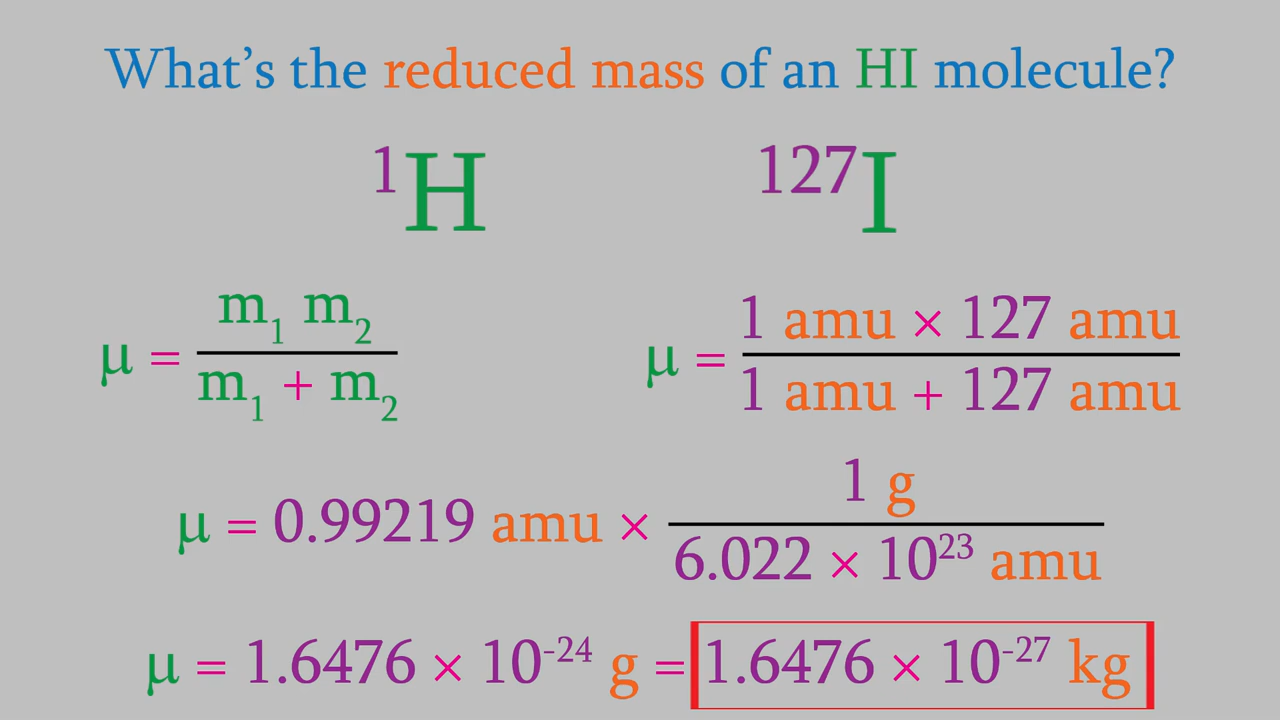 What's the reduced mass of an HI molecule?
¹H ¹²⁷I
μ = m₁ m₂ / m₁ + m₂
μ = 1 amu × 127 amu / 1 amu + 127 amu
μ = 0.99219 amu × 1 g / 6.022 × 10²³ amu
μ = 1.6476 × 10⁻²⁴ g = 1.6476 × 10⁻²⁷ kg